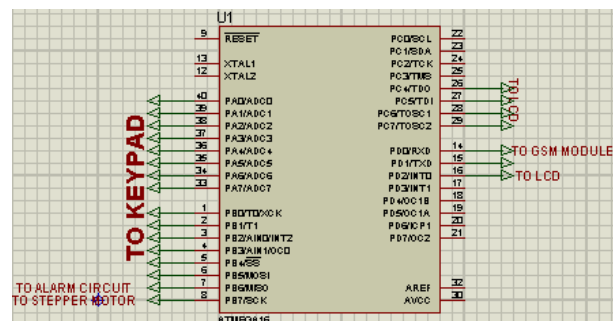 U1
9 RESET PC0/SCL 22
PC1/SDA 23
13 XTAL1 PC2/TCK 24
12 XTAL2 PC3/TMS 25
PC4/TDO 26
40 PA0/ADC0 PC5/TDI 27
39 PA1/ADC1 PC6/TOSC1 28
38 PA2/ADC2 PC7/TOSC2 29
37 PA3/ADC3
36 PA4/ADC4 PD0/RXD 14 TO GSM MODULE
35 PA5/ADC5 PD1/TXD 15
34 PA6/ADC6 PD2/INT0 16 TO LCD
33 PA7/ADC7 PD3/INT1 17
PD4/OC1B 18
1 PB0/T0/XCK PD5/OC1A 19
2 PB1/T1 PD6/ICP1 20
3 PB2/AIN0/INT2 PD7/OC2 21
4 PB3/AIN1/OC0
5 PB4/SS
6 PB5/MOSI
TO ALARM CIRCUIT 7 PB6/MISO AREF 32
TO STEPPER MOTOR 8 PB7/SCK AVCC 30
ATMEGA16
TO KEYPAD
TO LCD